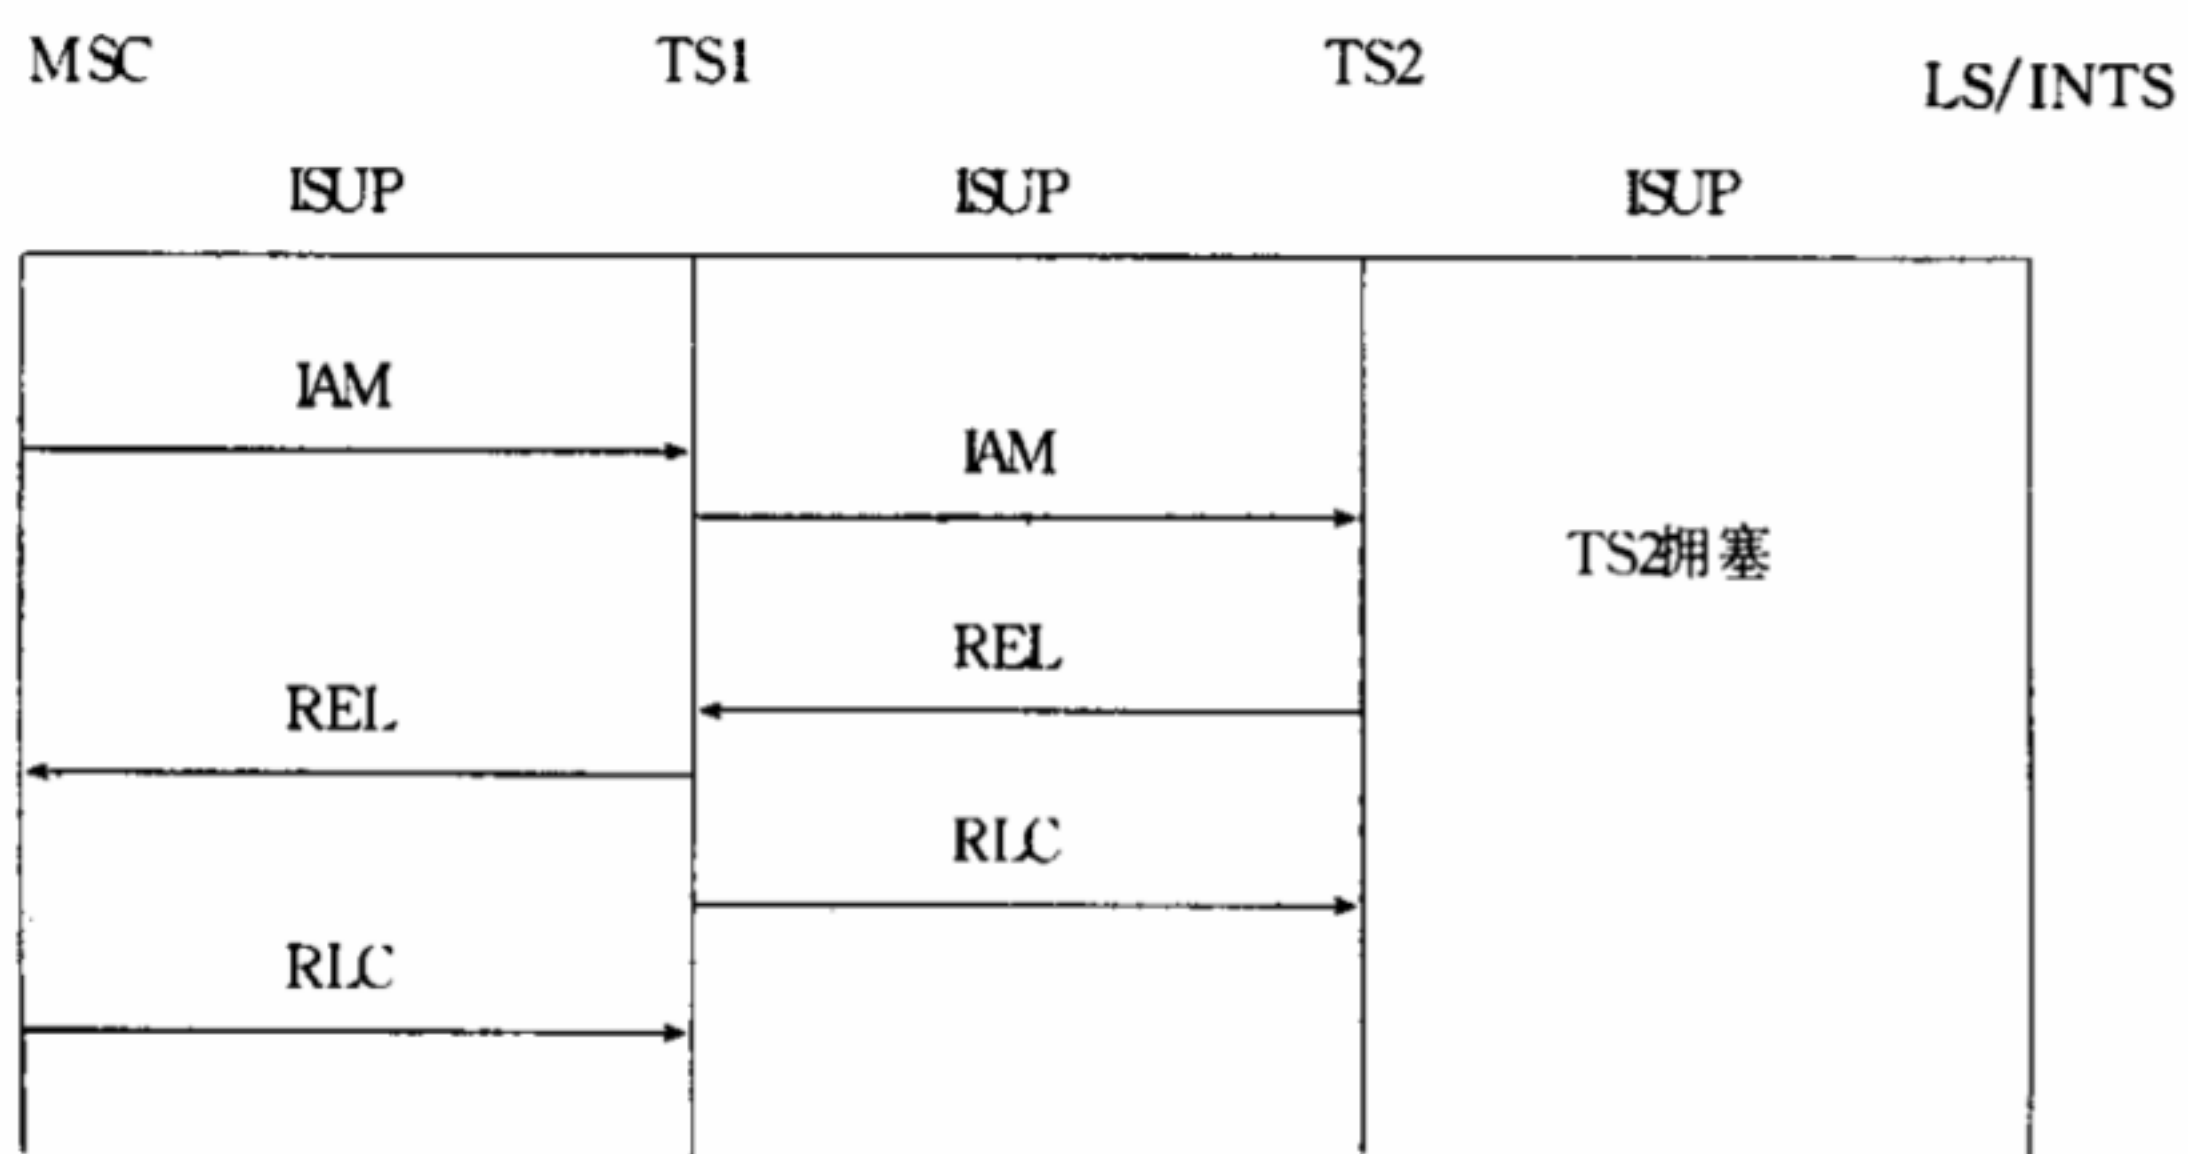 MSC TS1 TS2 LS/INTS
ISUP ISUP ISUP
IAM
IAM
TS2拥塞
REL
REL
RLC
RLC